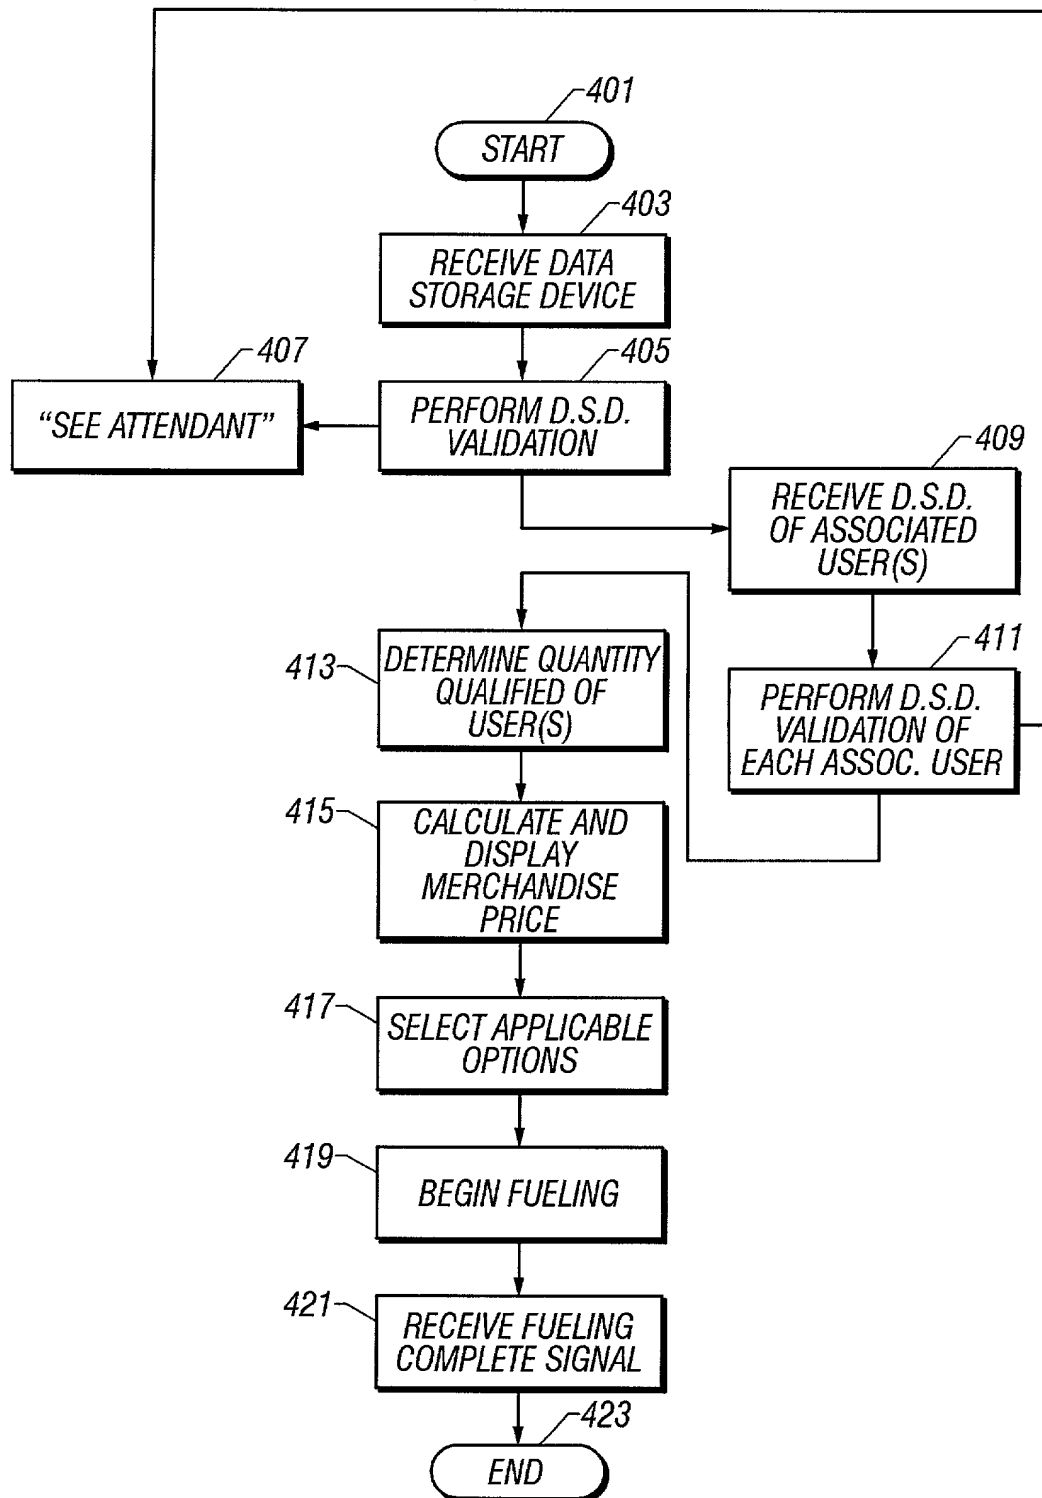 401
START
403
RECEIVE DATA
STORAGE DEVICE
407
405
"SEE ATTENDANT"
PERFORM D.S.D.
VALIDATION
409
RECEIVE D.S.D.
OF ASSOCIATED
USER(S)
413
DETERMINE QUANTITY
QUALIFIED OF
USER(S)
411
PERFORM D.S.D.
VALIDATION OF
EACH ASSOC. USER
415
CALCULATE AND
DISPLAY
MERCHANDISE
PRICE
417
SELECT APPLICABLE
OPTIONS
419
BEGIN FUELING
421
RECEIVE FUELING
COMPLETE SIGNAL
423
END